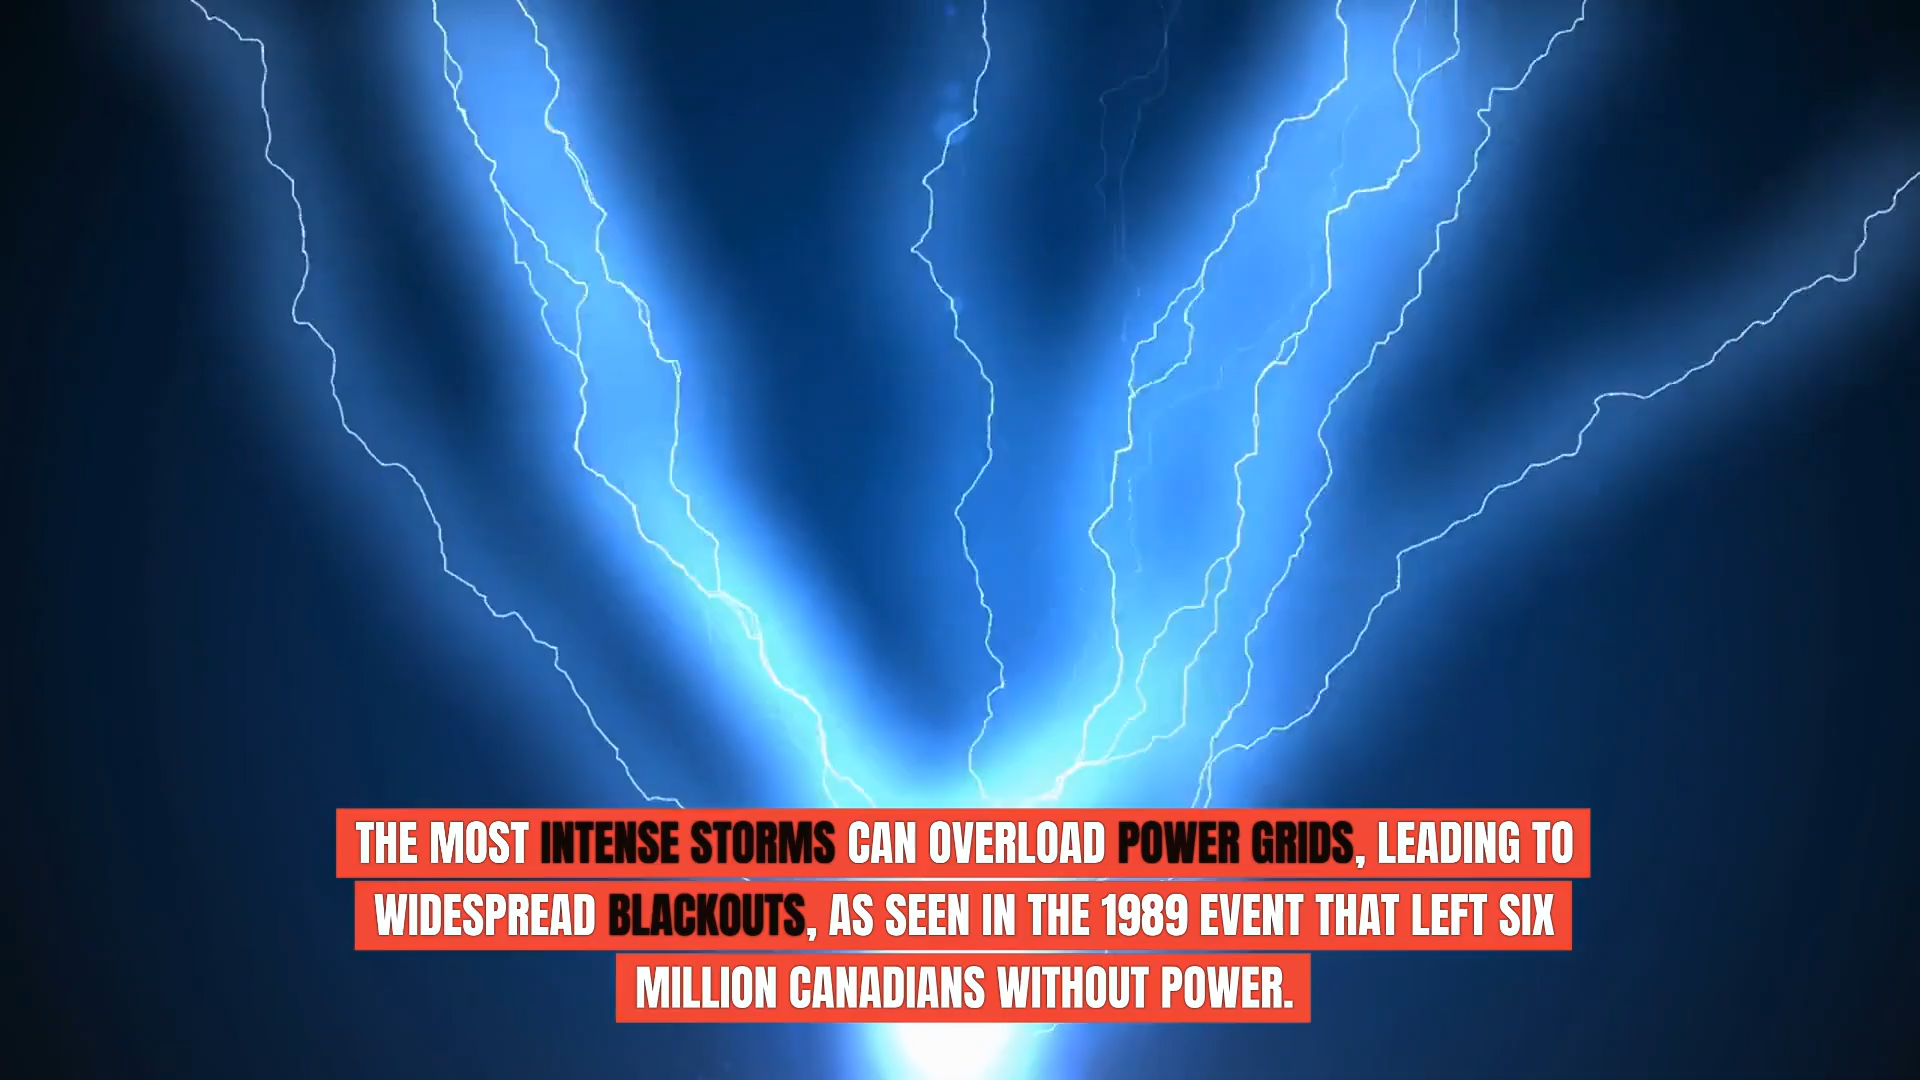 THE MOST INTENSE STORMS CAN OVERLOAD POWER GRIDS, LEADING TO
WIDESPREAD BLACKOUTS, AS SEEN IN THE 1989 EVENT THAT LEFT SIX
MILLION CANADIANS WITHOUT POWER.